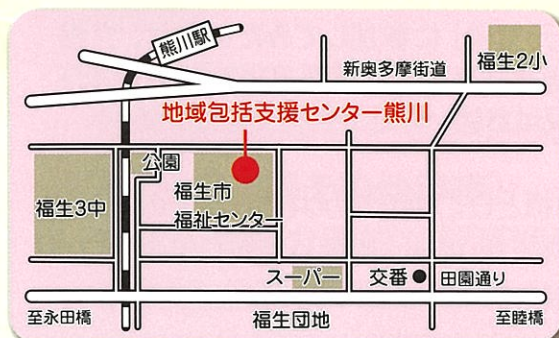 熊川駅
福生2小
新奥多摩街道
地域包括支援センター熊川
公園
福生3中
福生市
福祉センター
スーパー
交番
田園通り
至永田橋
福生団地
至睦橋